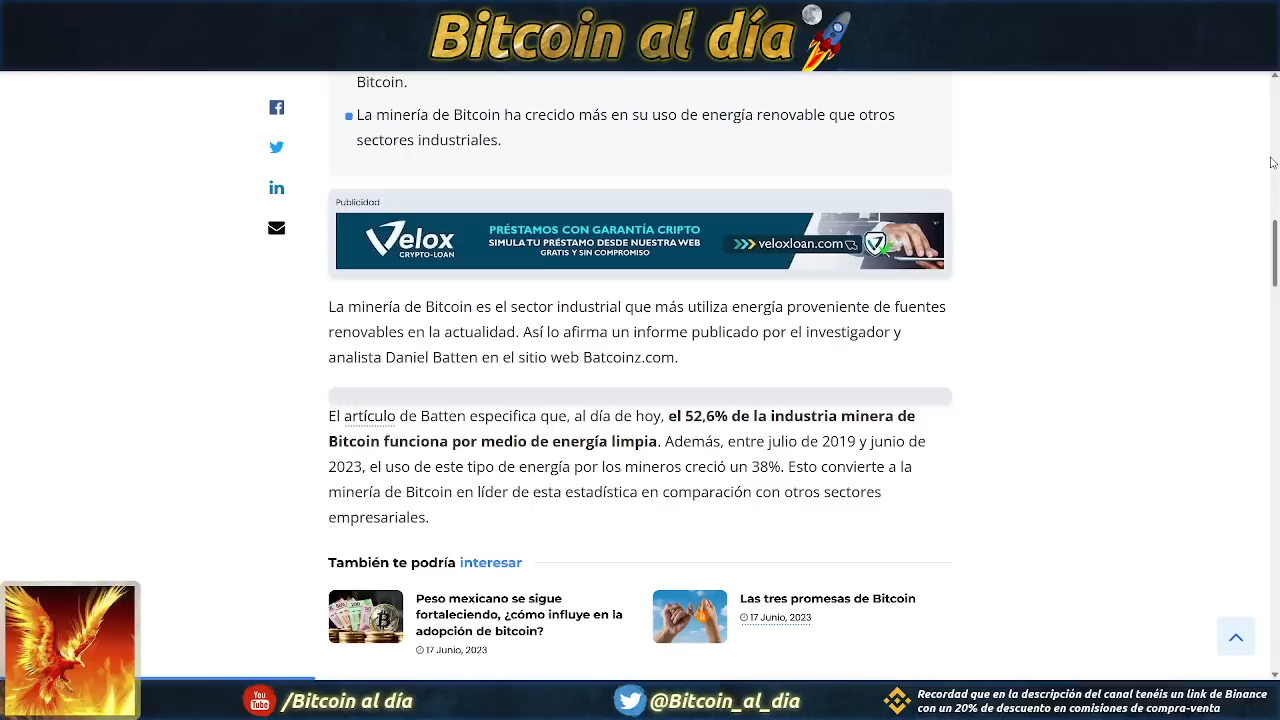 Bitcoin al día
Bitcoin.
La minería de Bitcoin ha crecido más en su uso de energía renovable que otros
sectores industriales.
Publicidad
Velox
CRYPTO-LOAN
PRÉSTAMOS CON GARANTÍA CRIPTO
SIMULA TU PRÉSTAMO DESDE NUESTRA WEB
GRATIS Y SIN COMPROMISO
veloxloan.com
La minería de Bitcoin es el sector industrial que más utiliza energía proveniente de fuentes
renovables en la actualidad. Así lo afirma un informe publicado por el investigador y
analista Daniel Batten en el sitio web Batcoinz.com.
El artículo de Batten especifica que, al día de hoy, el 52,6% de la industria minera de
Bitcoin funciona por medio de energía limpia. Además, entre julio de 2019 y junio de
2023, el uso de este tipo de energía por los mineros creció un 38%. Esto convierte a la
minería de Bitcoin en líder de esta estadística en comparación con otros sectores
empresariales.
También te podría interesar
Peso mexicano se sigue
fortaleciendo, ¿cómo influye en la
adopción de bitcoin?
17 Junio, 2023
Las tres promesas de Bitcoin
17 Junio, 2023
You Tube
/Bitcoin al día
@Bitcoin_al_dia
Recordad que en la descripción del canal tenéis un link de Binance
con un 20% de descuento en comisiones de compra-venta